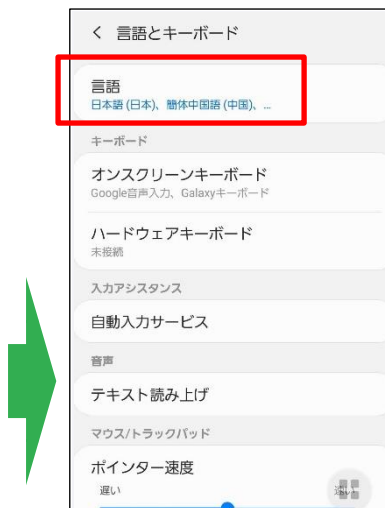 言語とキーボード
言語
日本語 (日本)、簡体中国語 (中国)、...
キーボード
オンスクリーンキーボード
Google音声入力、Galaxyキーボード
ハードウェアキーボード
未接続
入力アシスタンス
自動入力サービス
音声
テキスト読み上げ
マウス/トラックパッド
ポインター速度
遅い 速い